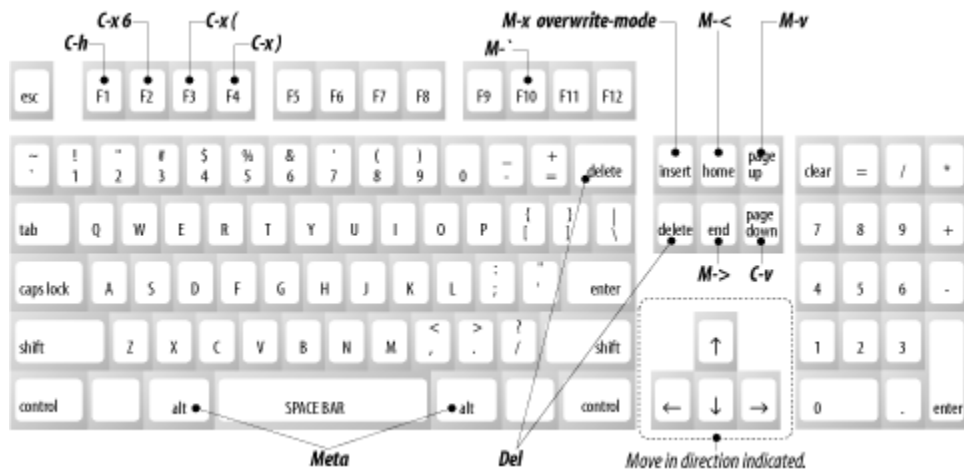 C-x 6 C-x ( M-x overwrite-mode M-< M-v
C-h C-x ) M-`
esc F1 F2 F3 F4 F5 F6 F7 F8 F9 F10 F11 F12
~ ! " # $ % & ' ( ) _ +
` 1 2 3 4 5 6 7 8 9 0 - = delete insert home page up clear = / *
tab Q W E R T Y U I O P { [ } ] | \ delete end page down 7 8 9 +
M-> C-v
caps lock A S D F G H J K L : ; " ' enter 4 5 6 -
shift Z X C V B N M < , > . ? / shift ↑ 1 2 3
control alt SPACE BAR alt control ← ↓ → 0 . enter
Meta Del Move in direction indicated.